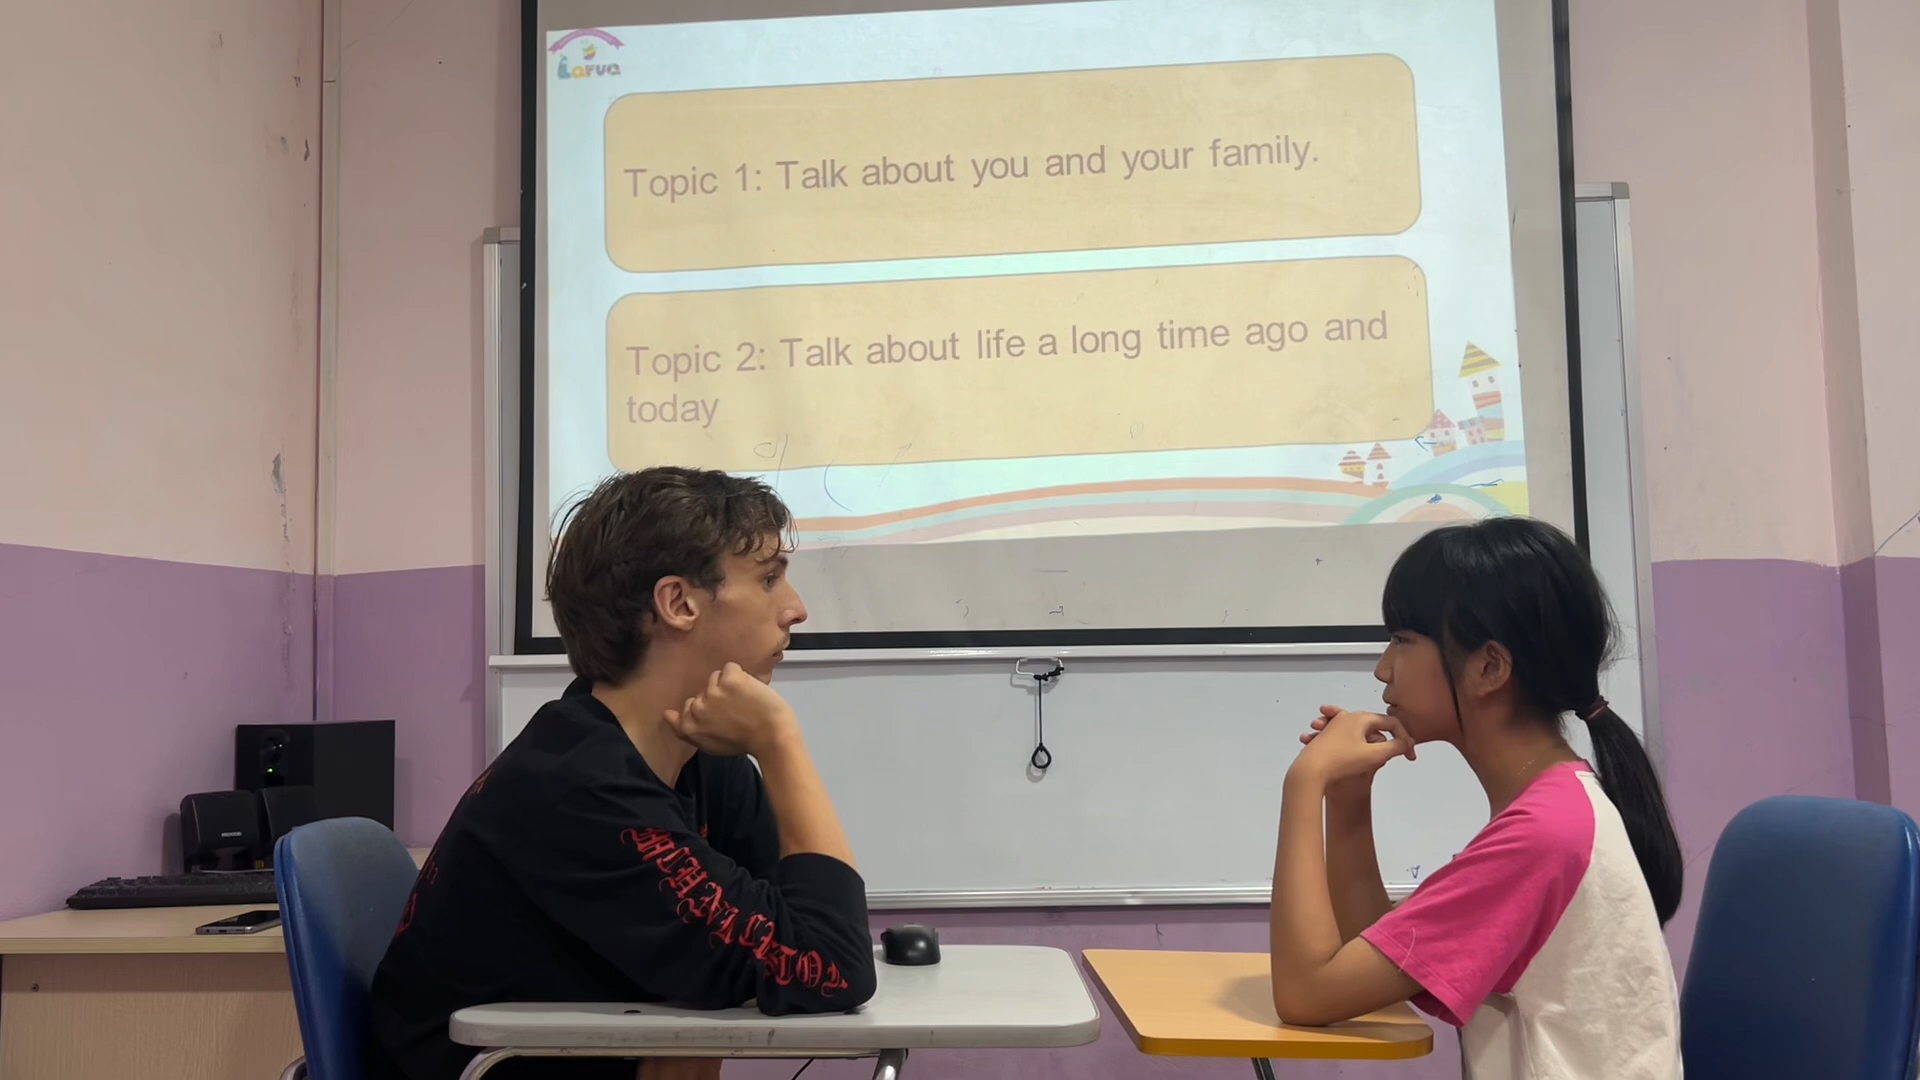 Larva
Topic 1: Talk about you and your family.
Topic 2: Talk about life a long time ago and
today